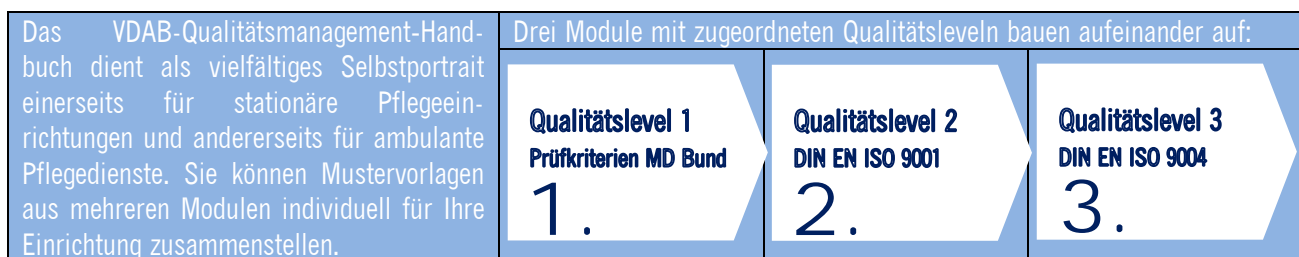 Das VDAB-Qualitätsmanagement-Hand-
buch dient als vielfältiges Selbstportrait
einerseits für stationäre Pflegeein-
richtungen und andererseits für ambulante
Pflegedienste. Sie können Mustervorlagen
aus mehreren Modulen individuell für Ihre
Einrichtung zusammenstellen.
Drei Module mit zugeordneten Qualitätsleveln bauen aufeinander auf:
Qualitätslevel 1
Prüfkriterien MD Bund
1.
Qualitätslevel 2
DIN EN ISO 9001
2.
Qualitätslevel 3
DIN EN ISO 9004
3.